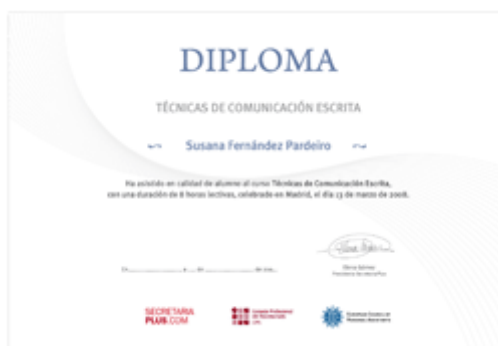 DIPLOMA
TÉCNICAS DE COMUNICACIÓN ESCRITA
Susana Fernández Pardeiro
Ha asistido en calidad de alumno al curso Técnicas de Comunicación Escrita,
con una duración de 8 horas lectivas, celebrado en Madrid, el día 13 de marzo de 2008.
SECRETARIA
PLUS.COM